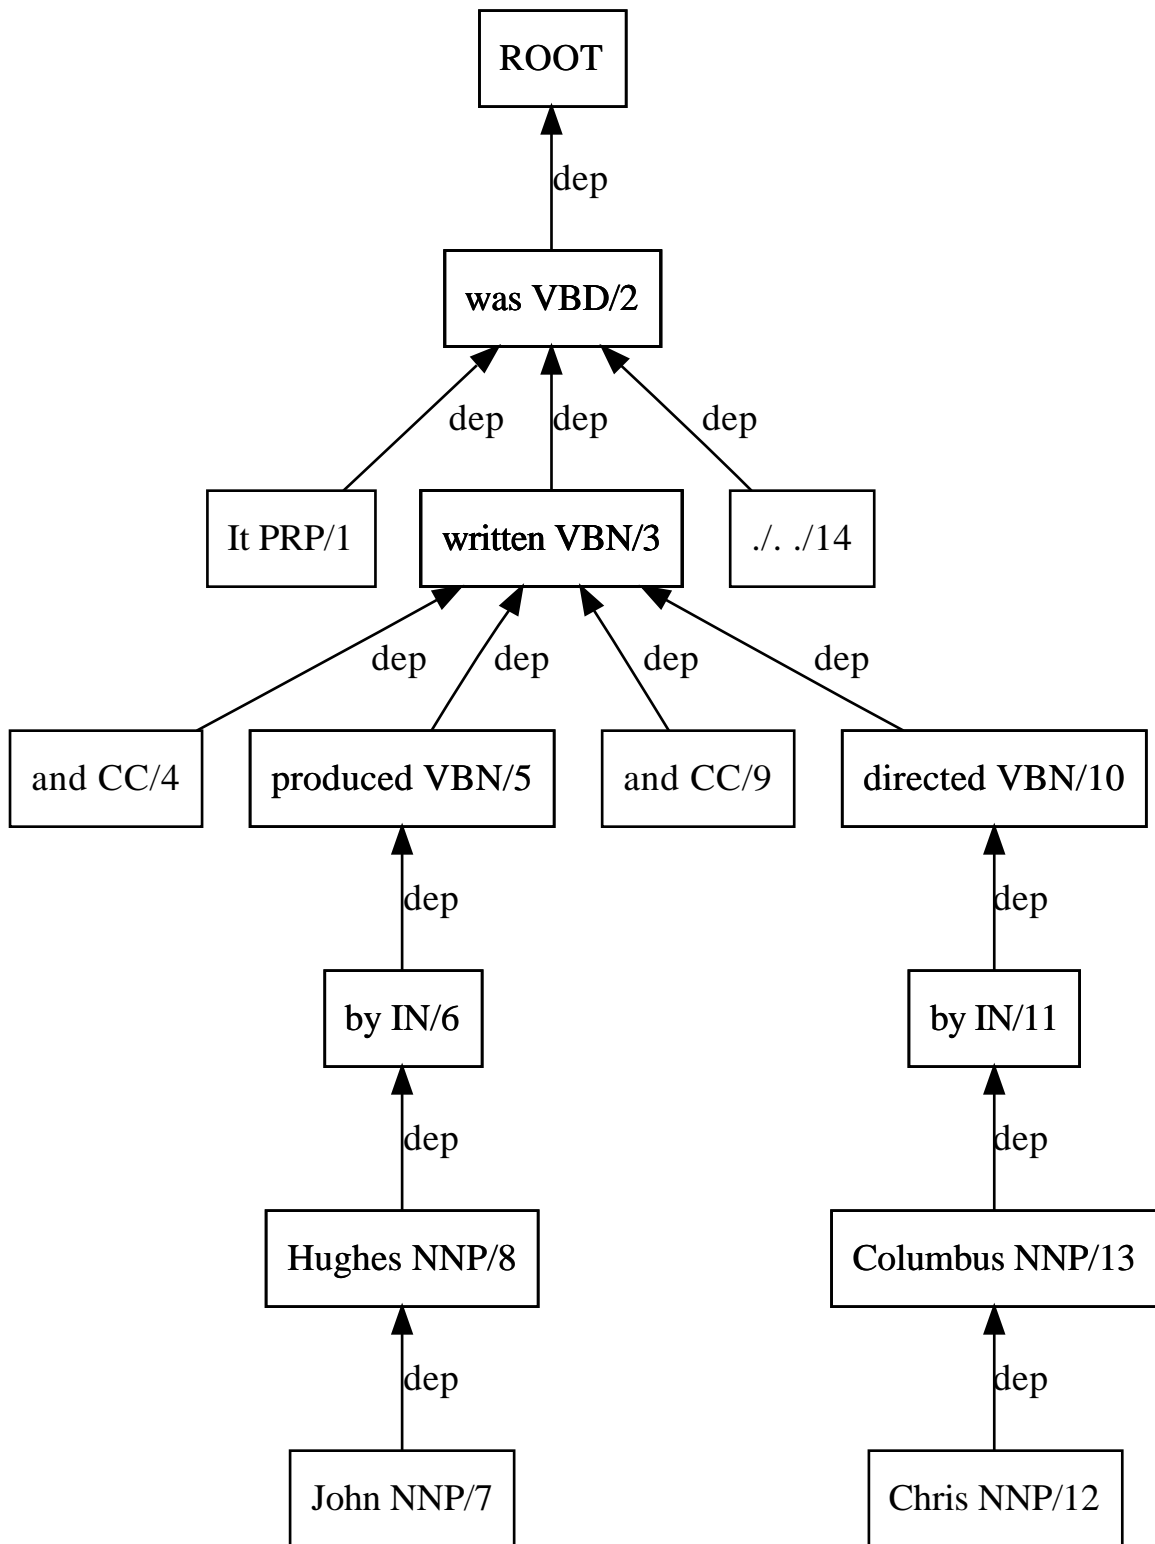 ROOT
dep
was VBD/2
dep dep dep
It PRP/1 written VBN/3 ./. ./14
dep dep dep dep
and CC/4 produced VBN/5 and CC/9 directed VBN/10
dep dep
by IN/6 by IN/11
dep dep
Hughes NNP/8 Columbus NNP/13
dep dep
John NNP/7 Chris NNP/12